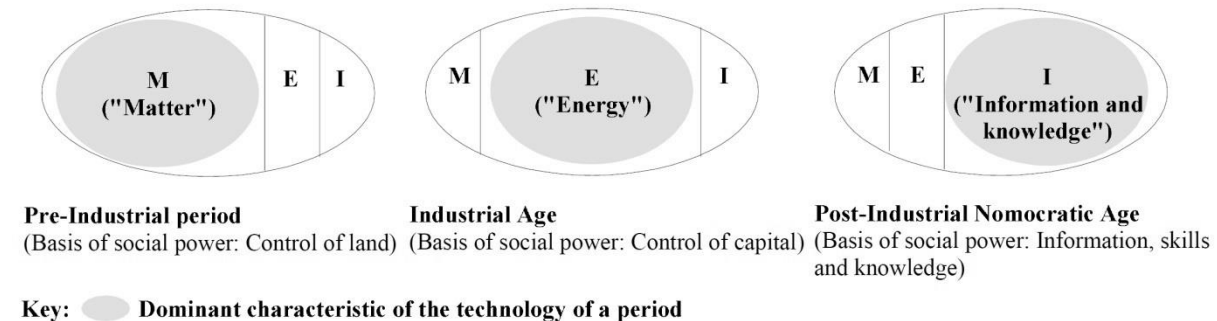 M
("Matter")
E
I
M
E
("Energy")
I
M
E
I
("Information and
knowledge")
Pre-Industrial period
(Basis of social power: Control of land)
Industrial Age
(Basis of social power: Control of capital)
Post-Industrial Nomocratic Age
(Basis of social power: Information, skills
and knowledge)
Key: Dominant characteristic of the technology of a period